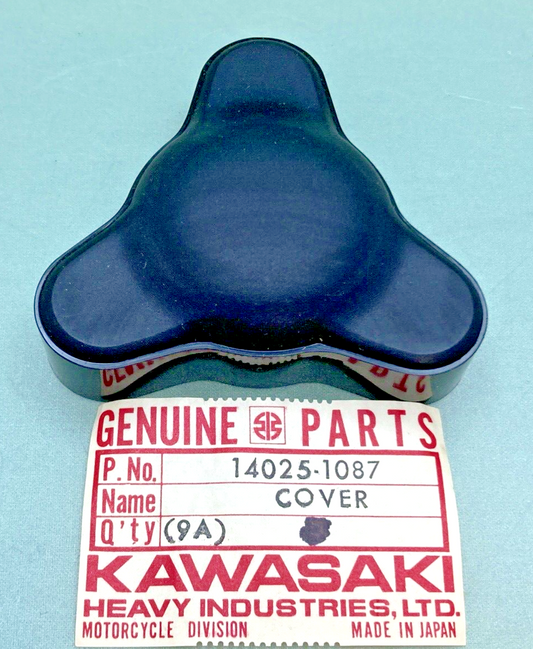 GENUINE PARTS
P. No. 14025-1087
Name COVER
Q'ty (9A)
KAWASAKI
HEAVY INDUSTRIES, LTD.
MOTORCYCLE DIVISION MADE IN JAPAN